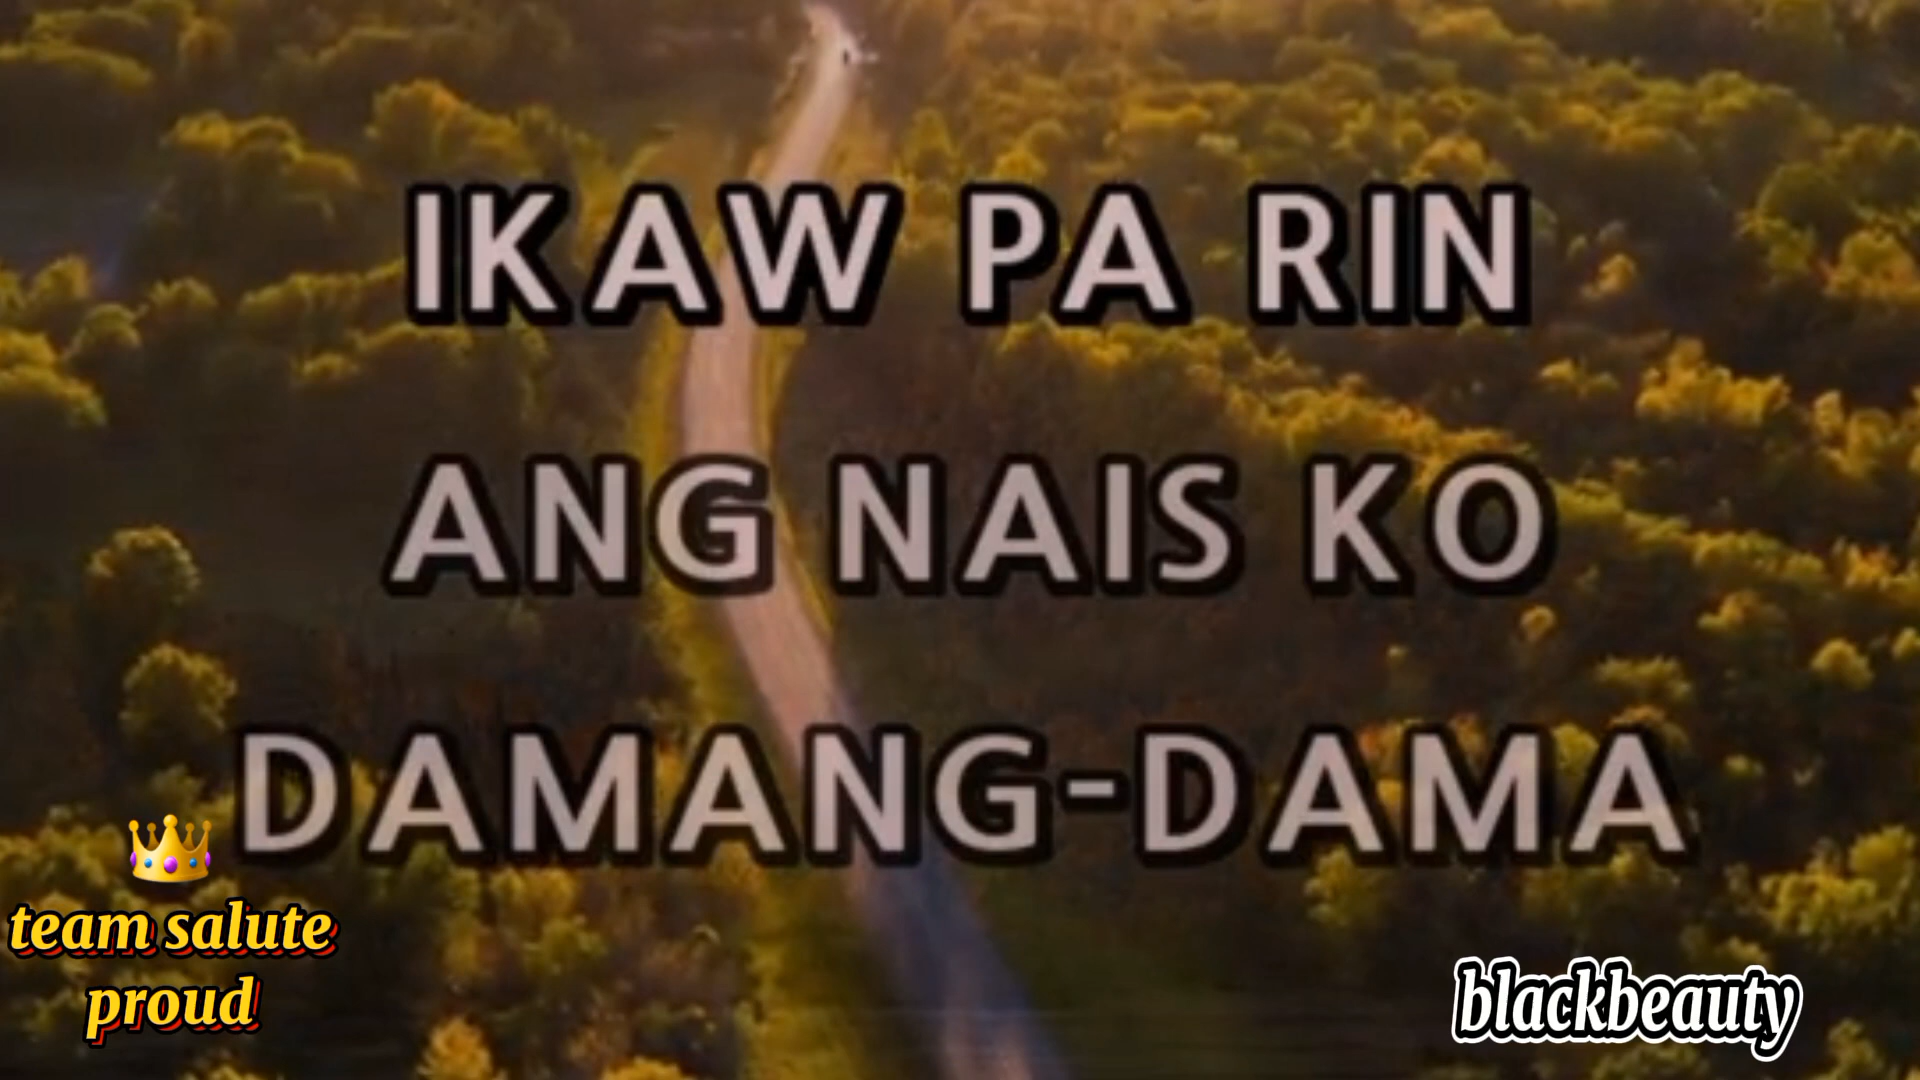 IKAW PA RIN
ANG NAIS KO
DAMANG-DAMA
team salute
proud
blackbeauty